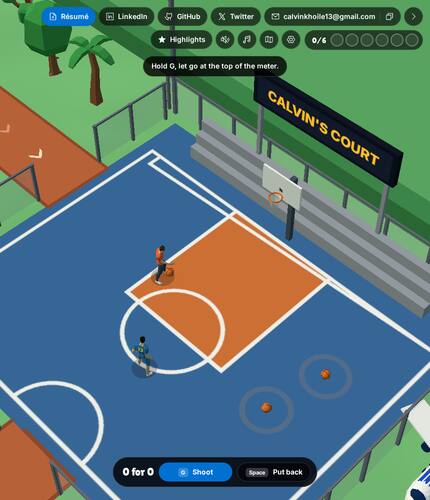 Résumé LinkedIn GitHub Twitter calvinkhoile13@gmail.com
Highlights 0/6
Hold G, let go at the top of the meter.
CALVIN'S COURT
0 for 0 G Shoot Space Put back